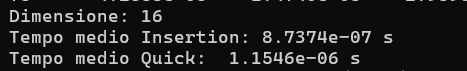 Dimensione: 16
Tempo medio Insertion: 8.7374e-07 s
Tempo medio Quick:  1.1546e-06 s